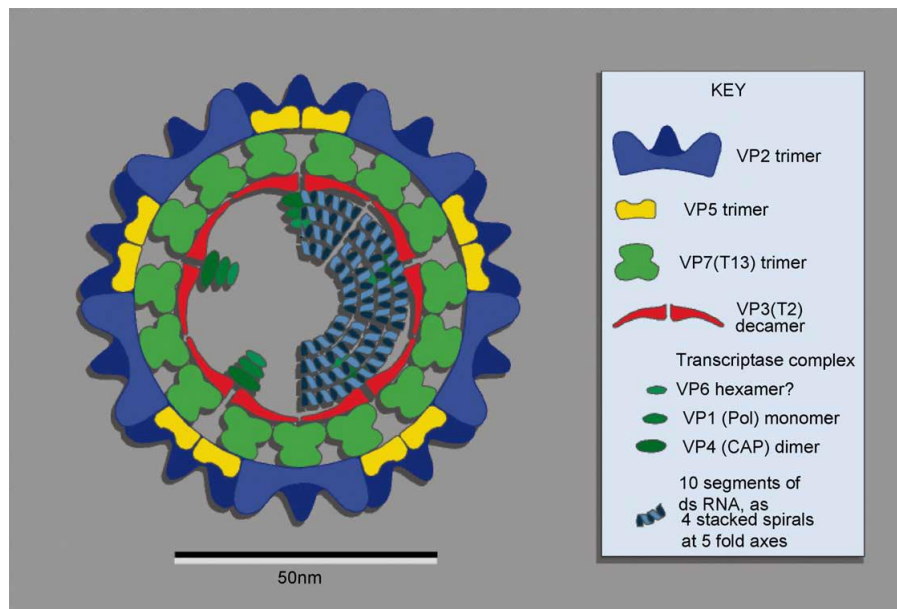 KEY
VP2 trimer
VP5 trimer
VP7(T13) trimer
VP3(T2)
decamer
Transcriptase complex
VP6 hexamer?
VP1 (Pol) monomer
VP4 (CAP) dimer
10 segments of
ds RNA, as
4 stacked spirals
at 5 fold axes
50nm